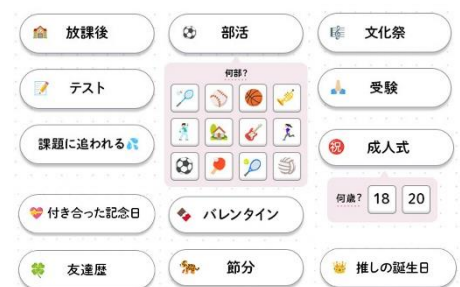 放課後
部活
文化祭
何部?
テスト
受験
課題に追われる
祝 成人式
何歳? 18 20
付き合った記念日
バレンタイン
友達歴
節分
推しの誕生日